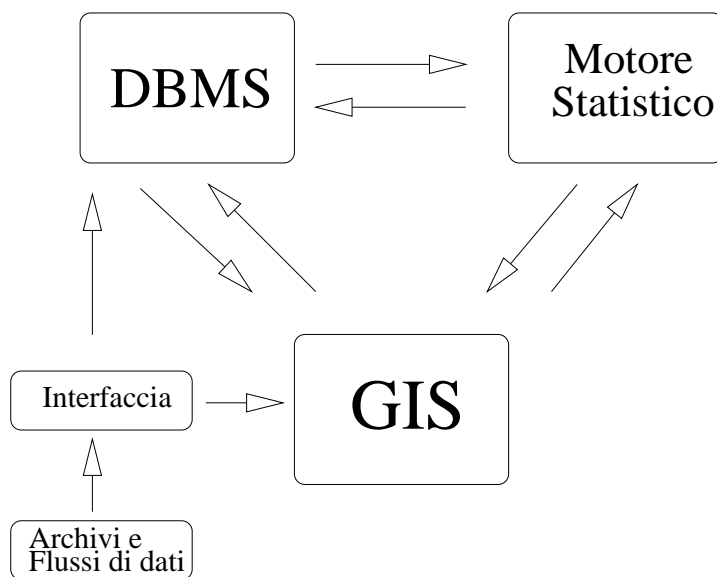 DBMS
Motore
Statistico
Interfaccia
GIS
Archivi e
Flussi di dati